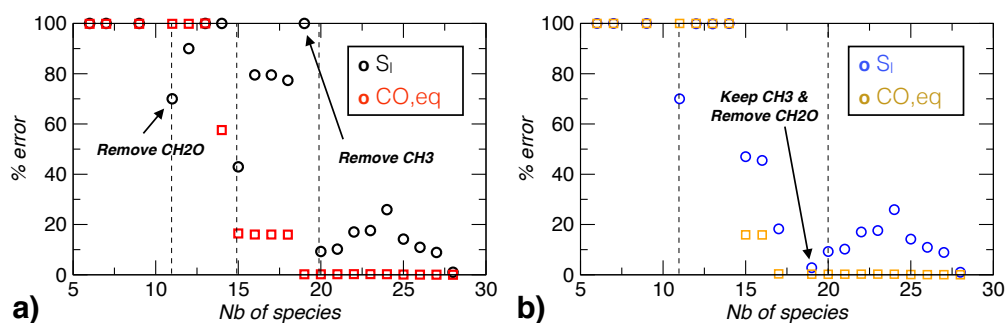 100
80
60
40
20
0
% error
5
10
15
20
25
30
Nb of species
o Sl
o CO,eq
Remove CH2O
Remove CH3
a)
100
80
60
40
20
0
% error
5
10
15
20
25
30
Nb of species
o Sl
o CO,eq
Keep CH3 &
Remove CH2O
b)